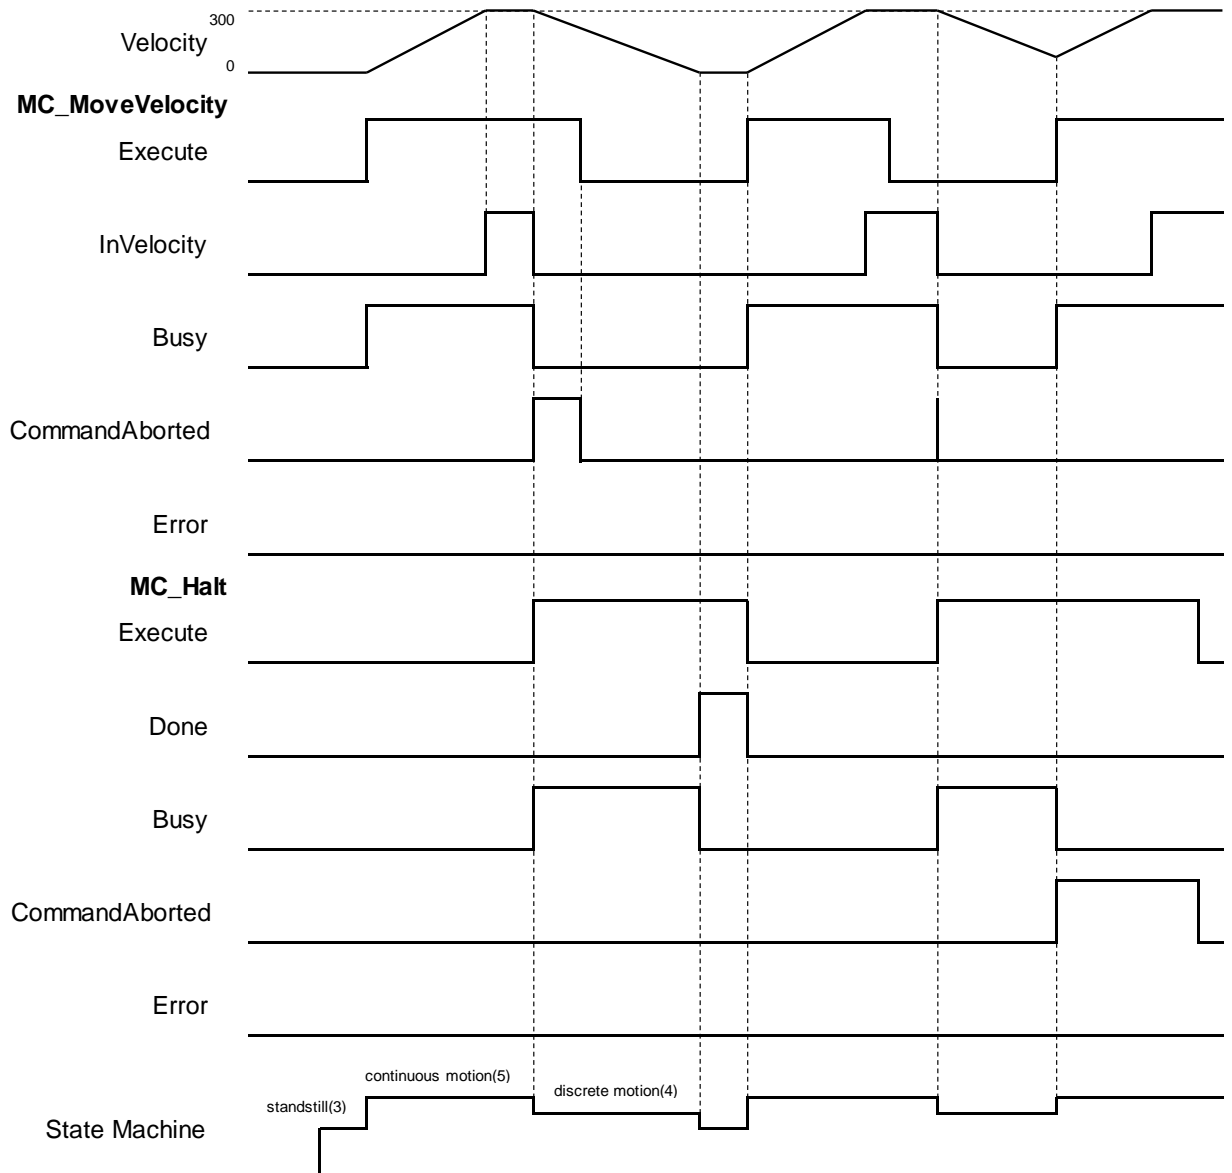 300
Velocity
0
MC_MoveVelocity
Execute
InVelocity
Busy
CommandAborted
Error
MC_Halt
Execute
Done
Busy
CommandAborted
Error
continuous motion(5)
discrete motion(4)
standstill(3)
State Machine